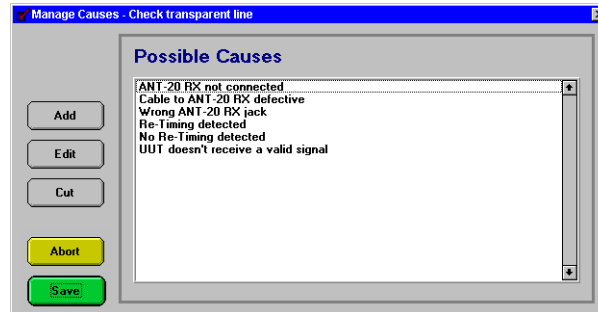 Manage Causes - Check transparent line
Possible Causes
ANT-20 RX not connected
Cable to ANT-20 RX defective
Wrong ANT-20 RX jack
Re-Timing detected
No Re-Timing detected
UUT doesn't receive a valid signal
Add
Edit
Cut
Abort
Save